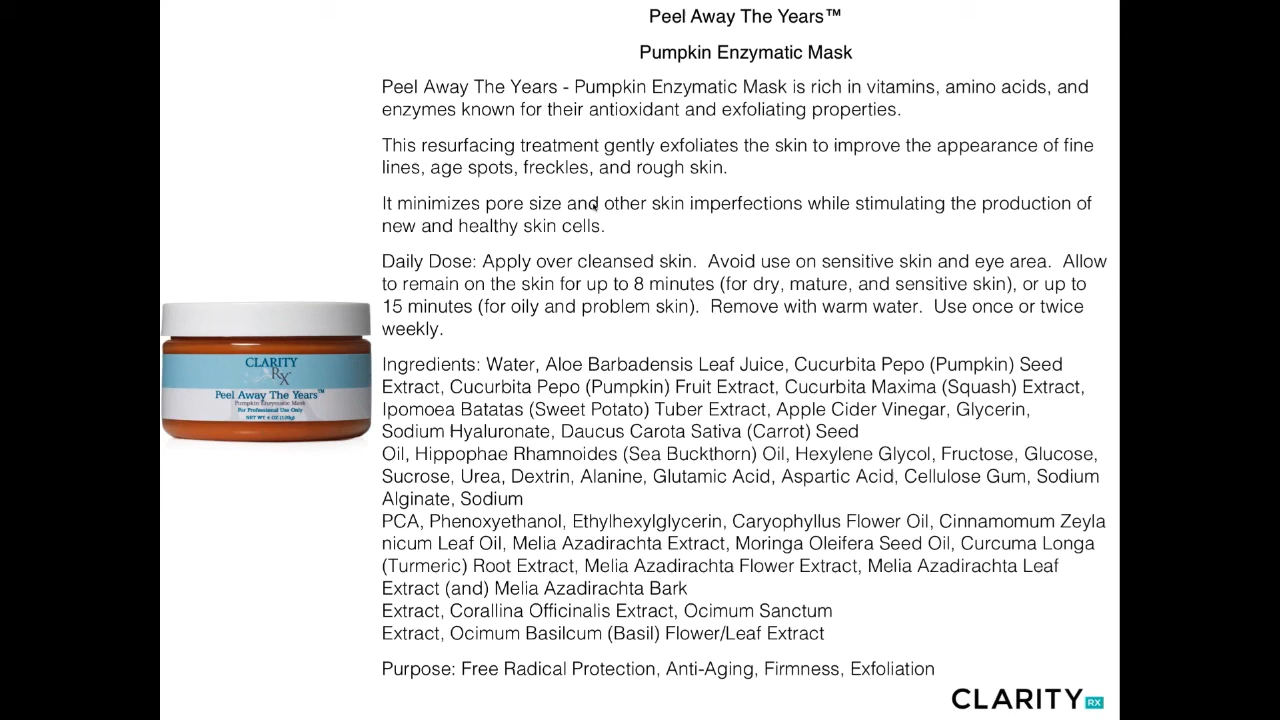 Peel Away The Years™
Pumpkin Enzymatic Mask
Peel Away The Years - Pumpkin Enzymatic Mask is rich in vitamins, amino acids, and
enzymes known for their antioxidant and exfoliating properties.
This resurfacing treatment gently exfoliates the skin to improve the appearance of fine
lines, age spots, freckles, and rough skin.
It minimizes pore size and other skin imperfections while stimulating the production of
new and healthy skin cells.
Daily Dose: Apply over cleansed skin.  Avoid use on sensitive skin and eye area.  Allow
to remain on the skin for up to 8 minutes (for dry, mature, and sensitive skin), or up to
15 minutes (for oily and problem skin).  Remove with warm water.  Use once or twice
weekly.
Ingredients: Water, Aloe Barbadensis Leaf Juice, Cucurbita Pepo (Pumpkin) Seed
Extract, Cucurbita Pepo (Pumpkin) Fruit Extract, Cucurbita Maxima (Squash) Extract,
Ipomoea Batatas (Sweet Potato) Tuber Extract, Apple Cider Vinegar, Glycerin,
Sodium Hyaluronate, Daucus Carota Sativa (Carrot) Seed
Oil, Hippophae Rhamnoides (Sea Buckthorn) Oil, Hexylene Glycol, Fructose, Glucose,
Sucrose, Urea, Dextrin, Alanine, Glutamic Acid, Aspartic Acid, Cellulose Gum, Sodium
Alginate, Sodium
PCA, Phenoxyethanol, Ethylhexylglycerin, Caryophyllus Flower Oil, Cinnamomum Zeyla
nicum Leaf Oil, Melia Azadirachta Extract, Moringa Oleifera Seed Oil, Curcuma Longa
(Turmeric) Root Extract, Melia Azadirachta Flower Extract, Melia Azadirachta Leaf
Extract (and) Melia Azadirachta Bark
Extract, Corallina Officinalis Extract, Ocimum Sanctum
Extract, Ocimum Basilcum (Basil) Flower/Leaf Extract
Purpose: Free Radical Protection, Anti-Aging, Firmness, Exfoliation
CLARITY
RX
Peel Away The Years™
Pumpkin Enzymatic Mask
For Professional Use Only
NET WT 4 OZ (120g)
CLARITY RX